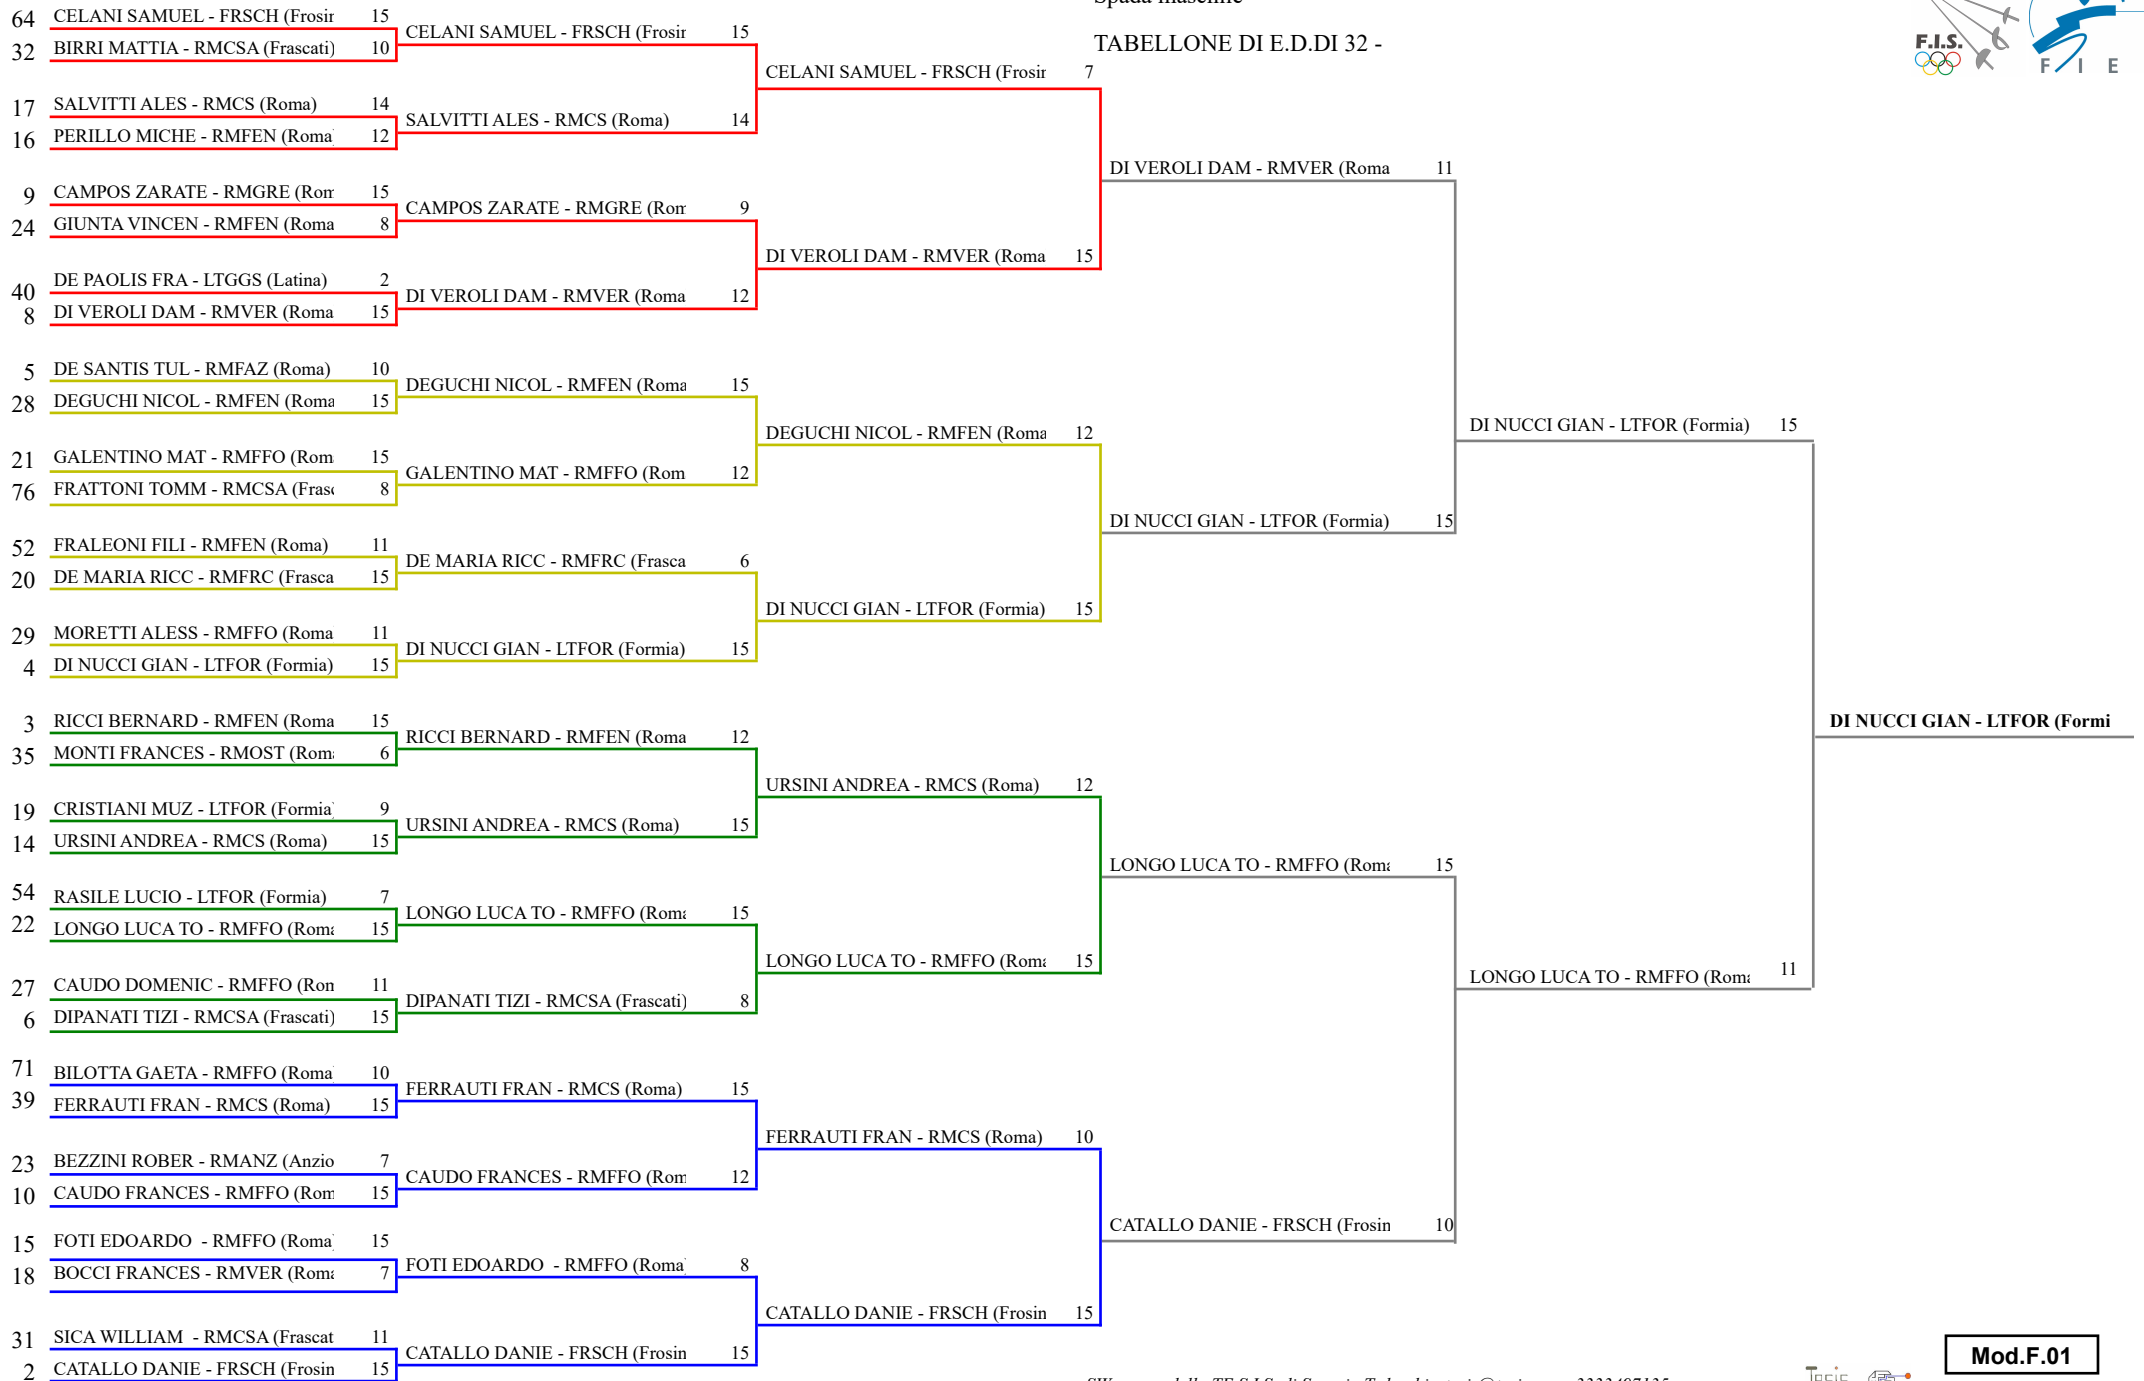 TABELLONE DI E.D.DI 32 -
F.I.S.
F I E
64 CELANI SAMUEL - FRSCH (Frosir 15
32 BIRRI MATTIA - RMCSA (Frascati) 10
17 SALVITTI ALES - RMCS (Roma) 14
16 PERILLO MICHE - RMFEN (Roma 12
9 CAMPOS ZARATE - RMGRE (Rom 15
24 GIUNTA VINCEN - RMFEN (Roma 8
40 DE PAOLIS FRA - LTGGS (Latina) 2
8 DI VEROLI DAM - RMVER (Roma 15
5 DE SANTIS TUL - RMFAZ (Roma) 10
28 DEGUCHI NICOL - RMFEN (Roma 15
21 GALENTINO MAT - RMFFO (Rom 15
76 FRATTONI TOMM - RMCSA (Frasc 8
52 FRALEONI FILI - RMFEN (Roma) 11
20 DE MARIA RICC - RMFRC (Frasca 15
29 MORETTI ALESS - RMFFO (Roma 11
4 DI NUCCI GIAN - LTFOR (Formia) 15
3 RICCI BERNARD - RMFEN (Roma 15
35 MONTI FRANCES - RMOST (Rom 6
19 CRISTIANI MUZ - LTFOR (Formia) 9
14 URSINI ANDREA - RMCS (Roma) 15
54 RASILE LUCIO - LTFOR (Formia) 7
22 LONGO LUCA TO - RMFFO (Roma 15
27 CAUDO DOMENIC - RMFFO (Ron 11
6 DIPANATI TIZI - RMCSA (Frascati) 15
71 BILOTTA GAETA - RMFFO (Roma 10
39 FERRAUTI FRAN - RMCS (Roma) 15
23 BEZZINI ROBER - RMANZ (Anzio 7
10 CAUDO FRANCES - RMFFO (Rom 15
15 FOTI EDOARDO - RMFFO (Roma 15
18 BOCCI FRANCES - RMVER (Roma 7
31 SICA WILLIAM - RMCSA (Frascat 11
2 CATALLO DANIE - FRSCH (Frosin 15
CELANI SAMUEL - FRSCH (Frosir 15
SALVITTI ALES - RMCS (Roma) 14
CAMPOS ZARATE - RMGRE (Rom 9
DI VEROLI DAM - RMVER (Roma 12
DEGUCHI NICOL - RMFEN (Roma 15
GALENTINO MAT - RMFFO (Rom 12
DE MARIA RICC - RMFRC (Frasca 6
DI NUCCI GIAN - LTFOR (Formia) 15
RICCI BERNARD - RMFEN (Roma 12
URSINI ANDREA - RMCS (Roma) 15
LONGO LUCA TO - RMFFO (Roma 15
DIPANATI TIZI - RMCSA (Frascati) 8
FERRAUTI FRAN - RMCS (Roma) 15
CAUDO FRANCES - RMFFO (Rom 12
FOTI EDOARDO - RMFFO (Roma 8
CATALLO DANIE - FRSCH (Frosin 15
CELANI SAMUEL - FRSCH (Frosir 7
DI VEROLI DAM - RMVER (Roma 15
DEGUCHI NICOL - RMFEN (Roma 12
DI NUCCI GIAN - LTFOR (Formia) 15
URSINI ANDREA - RMCS (Roma) 12
LONGO LUCA TO - RMFFO (Roma 15
FERRAUTI FRAN - RMCS (Roma) 10
CATALLO DANIE - FRSCH (Frosin 15
DI VEROLI DAM - RMVER (Roma 11
DI NUCCI GIAN - LTFOR (Formia) 15
LONGO LUCA TO - RMFFO (Roma 15
CATALLO DANIE - FRSCH (Frosin 10
DI NUCCI GIAN - LTFOR (Formia) 15
LONGO LUCA TO - RMFFO (Roma 11
DI NUCCI GIAN - LTFOR (Formi
Mod.F.01